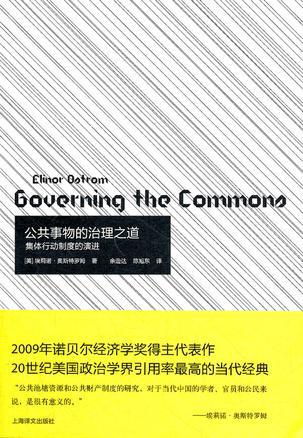 Elinor Ostrom
Governing the Commons
公共事物的治理之道
集体行动制度的演进
[美]埃莉诺·奥斯特罗姆 著 余逊达 陈旭东 译
2009年诺贝尔经济学奖得主代表作
20世纪美国政治学界引用率最高的当代经典
“公共池塘资源和公共财产制度的研究，对于当代中国的学者、官员和公民来
说，是很有意义的。”
——埃莉诺·奥斯特罗姆
上海译文出版社